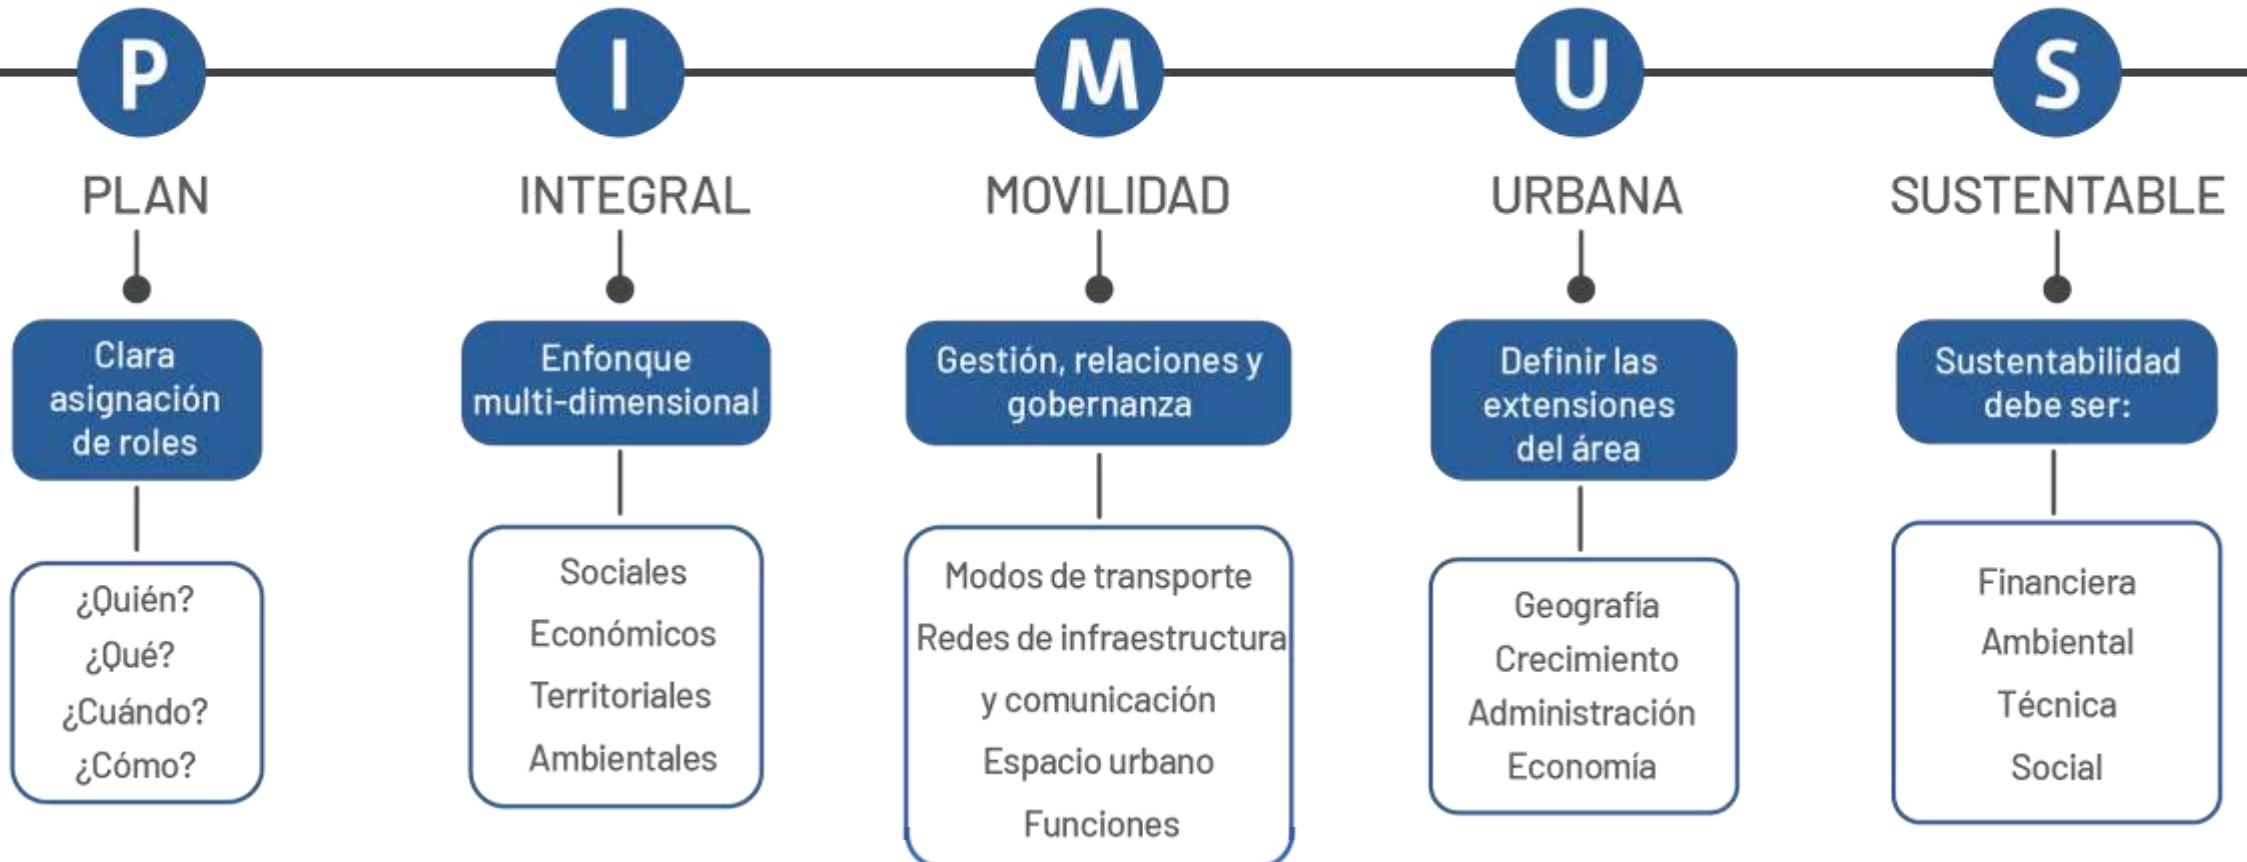 P
PLAN
Clara
asignación
de roles
¿Quién?
¿Qué?
¿Cuándo?
¿Cómo?
I
INTEGRAL
Enfonque
multi-dimensional
Sociales
Económicos
Territoriales
Ambientales
M
MOVILIDAD
Gestión, relaciones y
gobernanza
Modos de transporte
Redes de infraestructura
y comunicación
Espacio urbano
Funciones
U
URBANA
Definir las
extensiones
del área
Geografía
Crecimiento
Administración
Economía
S
SUSTENTABLE
Sustentabilidad
debe ser:
Financiera
Ambiental
Técnica
Social